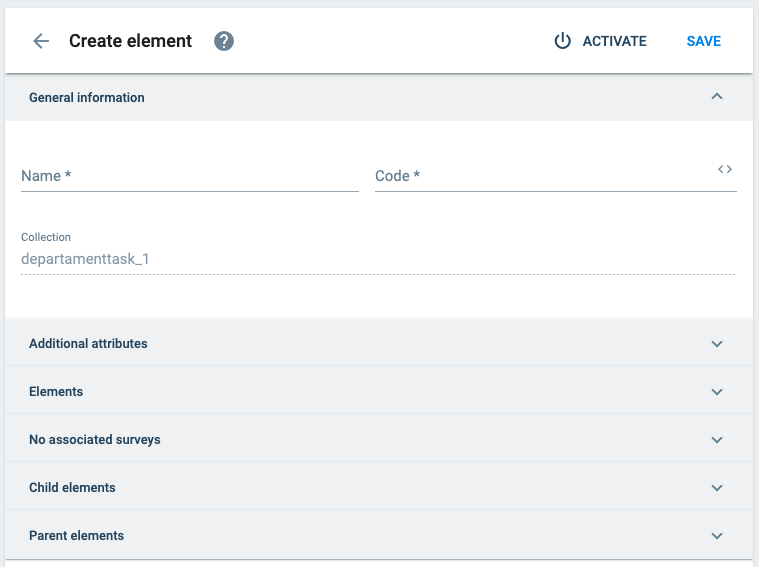 Create element ? ACTIVATE SAVE
General information
Name * Code * <>
Collection
departamenttask_1
Additional attributes
Elements
No associated surveys
Child elements
Parent elements